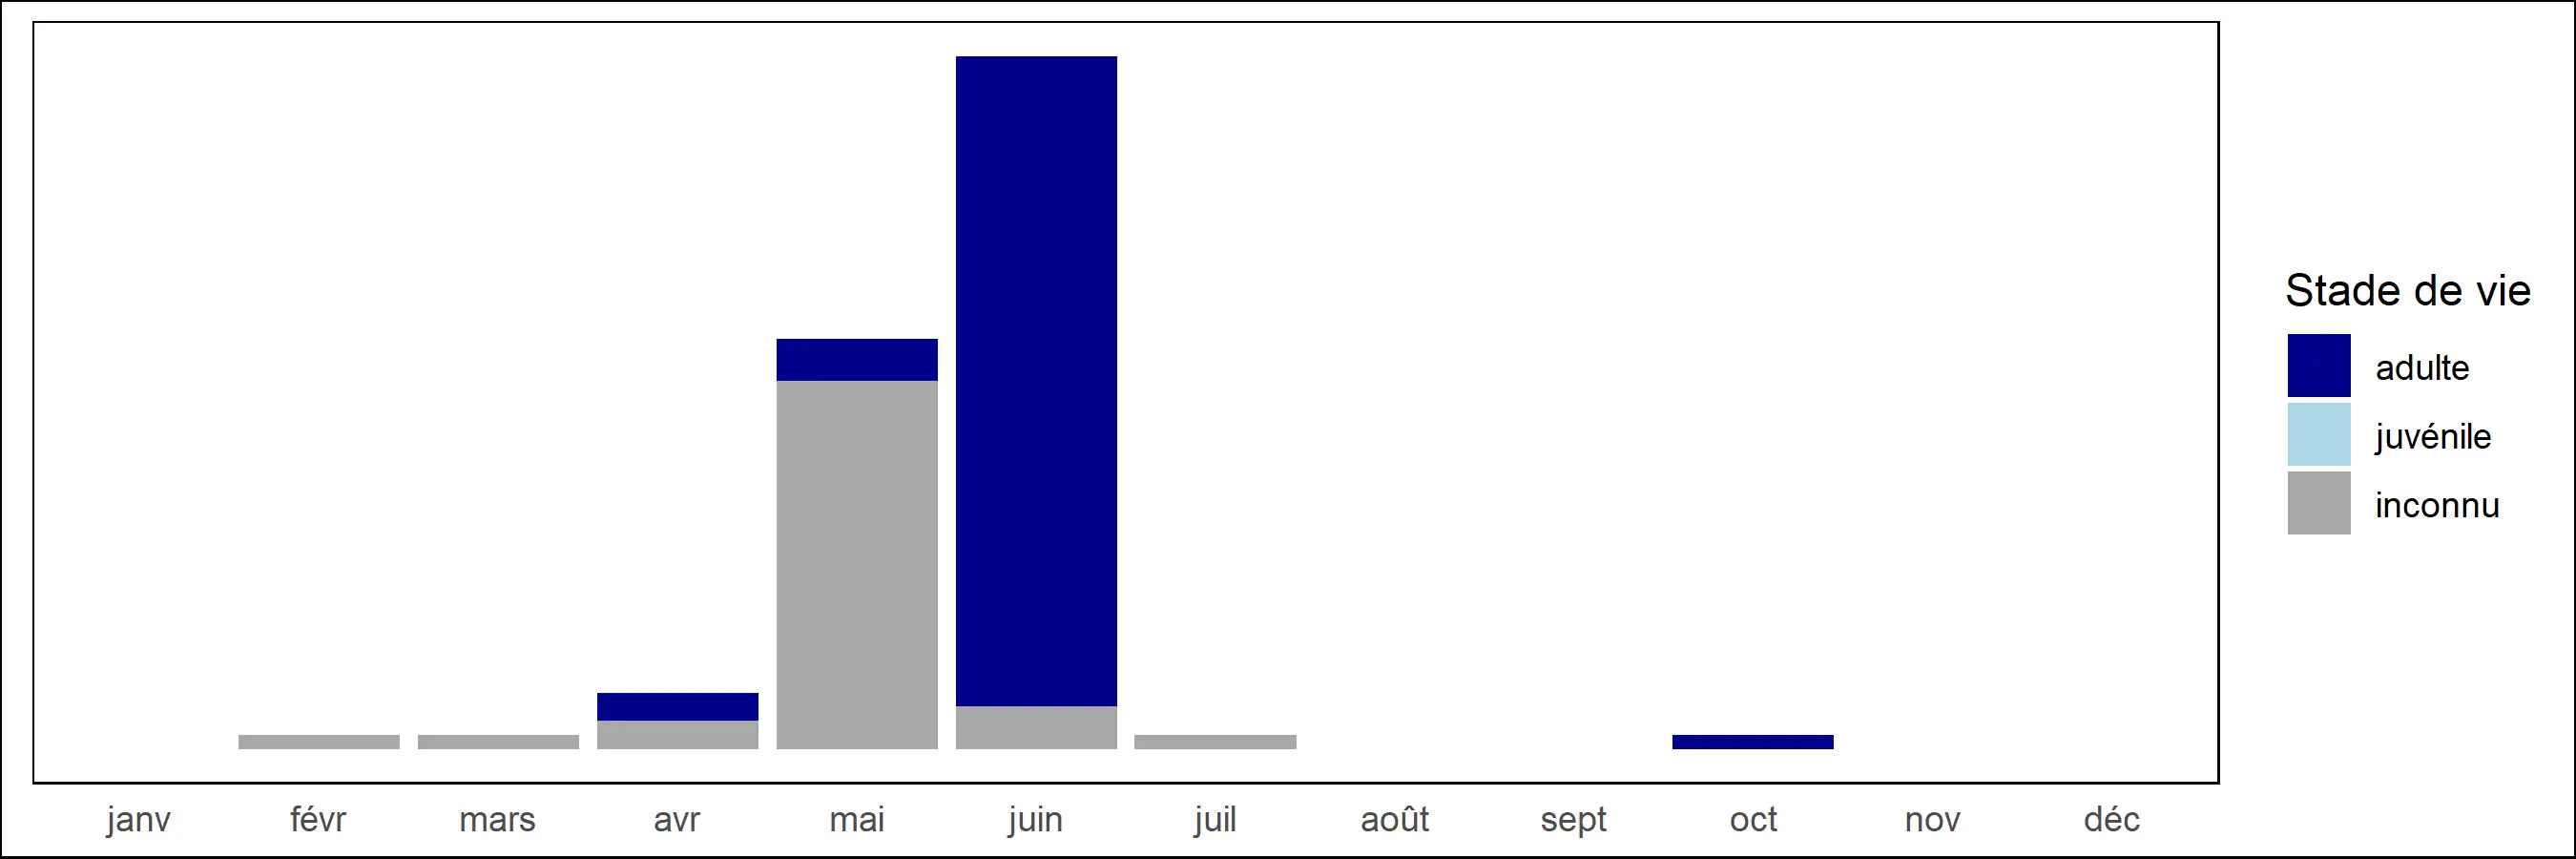 Stade de vie
adulte
juvénile
inconnu
janv févr mars avr mai juin juil août sept oct nov déc